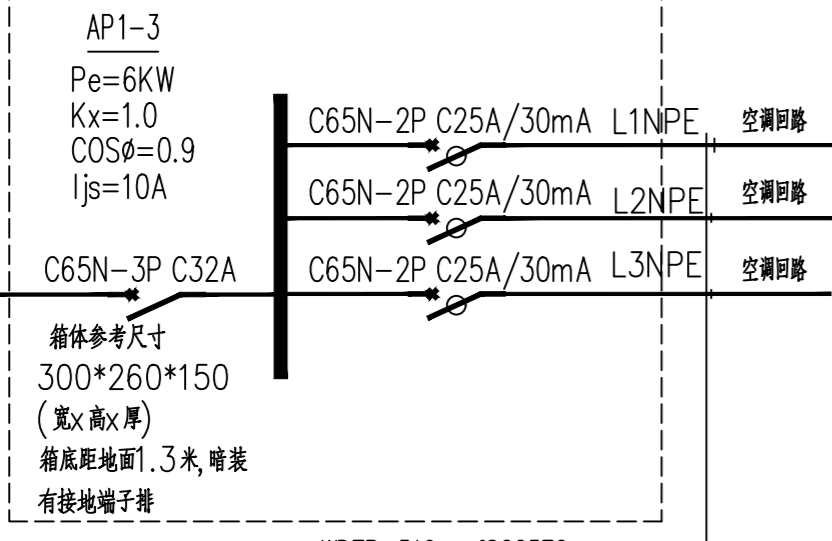 AP1-3
Pe=6KW
Kx=1.0
COSø=0.9
Ijs=10A
C65N-2P C25A/30mA L1NPE 空调回路
C65N-2P C25A/30mA L2NPE 空调回路
C65N-3P C32A
C65N-2P C25A/30mA L3NPE 空调回路
箱体参考尺寸
300*260*150
(宽x高x厚)
箱底距地面1.3米,暗装
有接地端子排